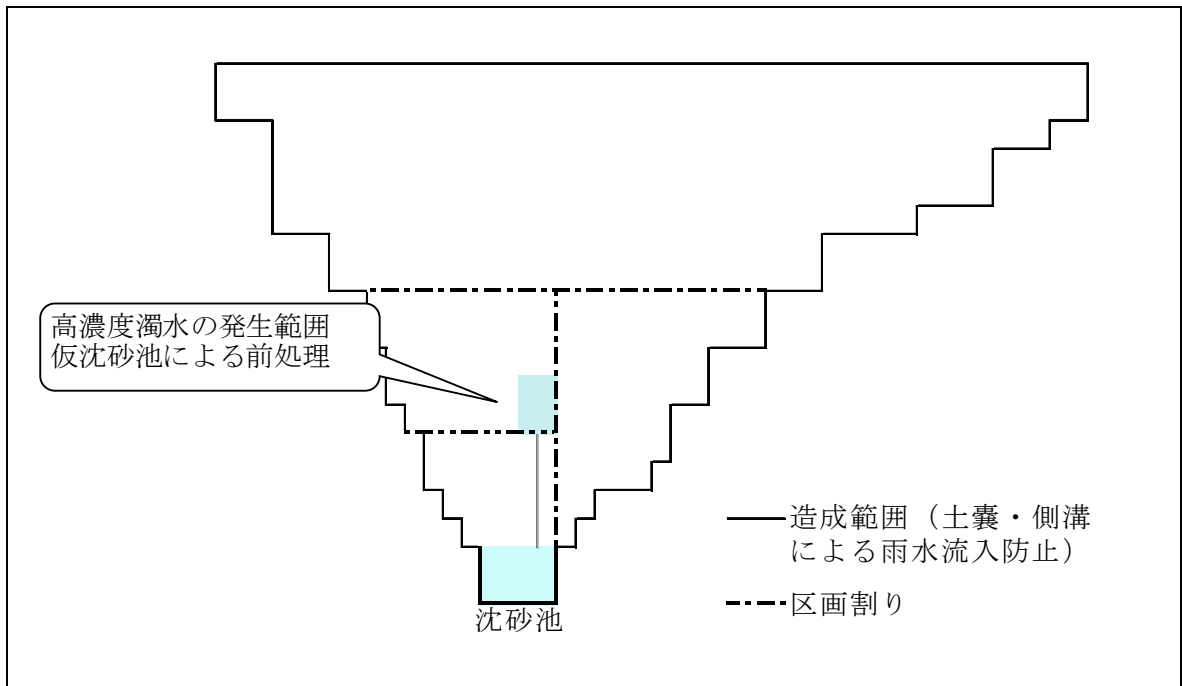 高濃度濁水の発生範囲
仮沈砂池による前処理
造成範囲（土嚢・側溝
による雨水流入防止）
区画割り
沈砂池